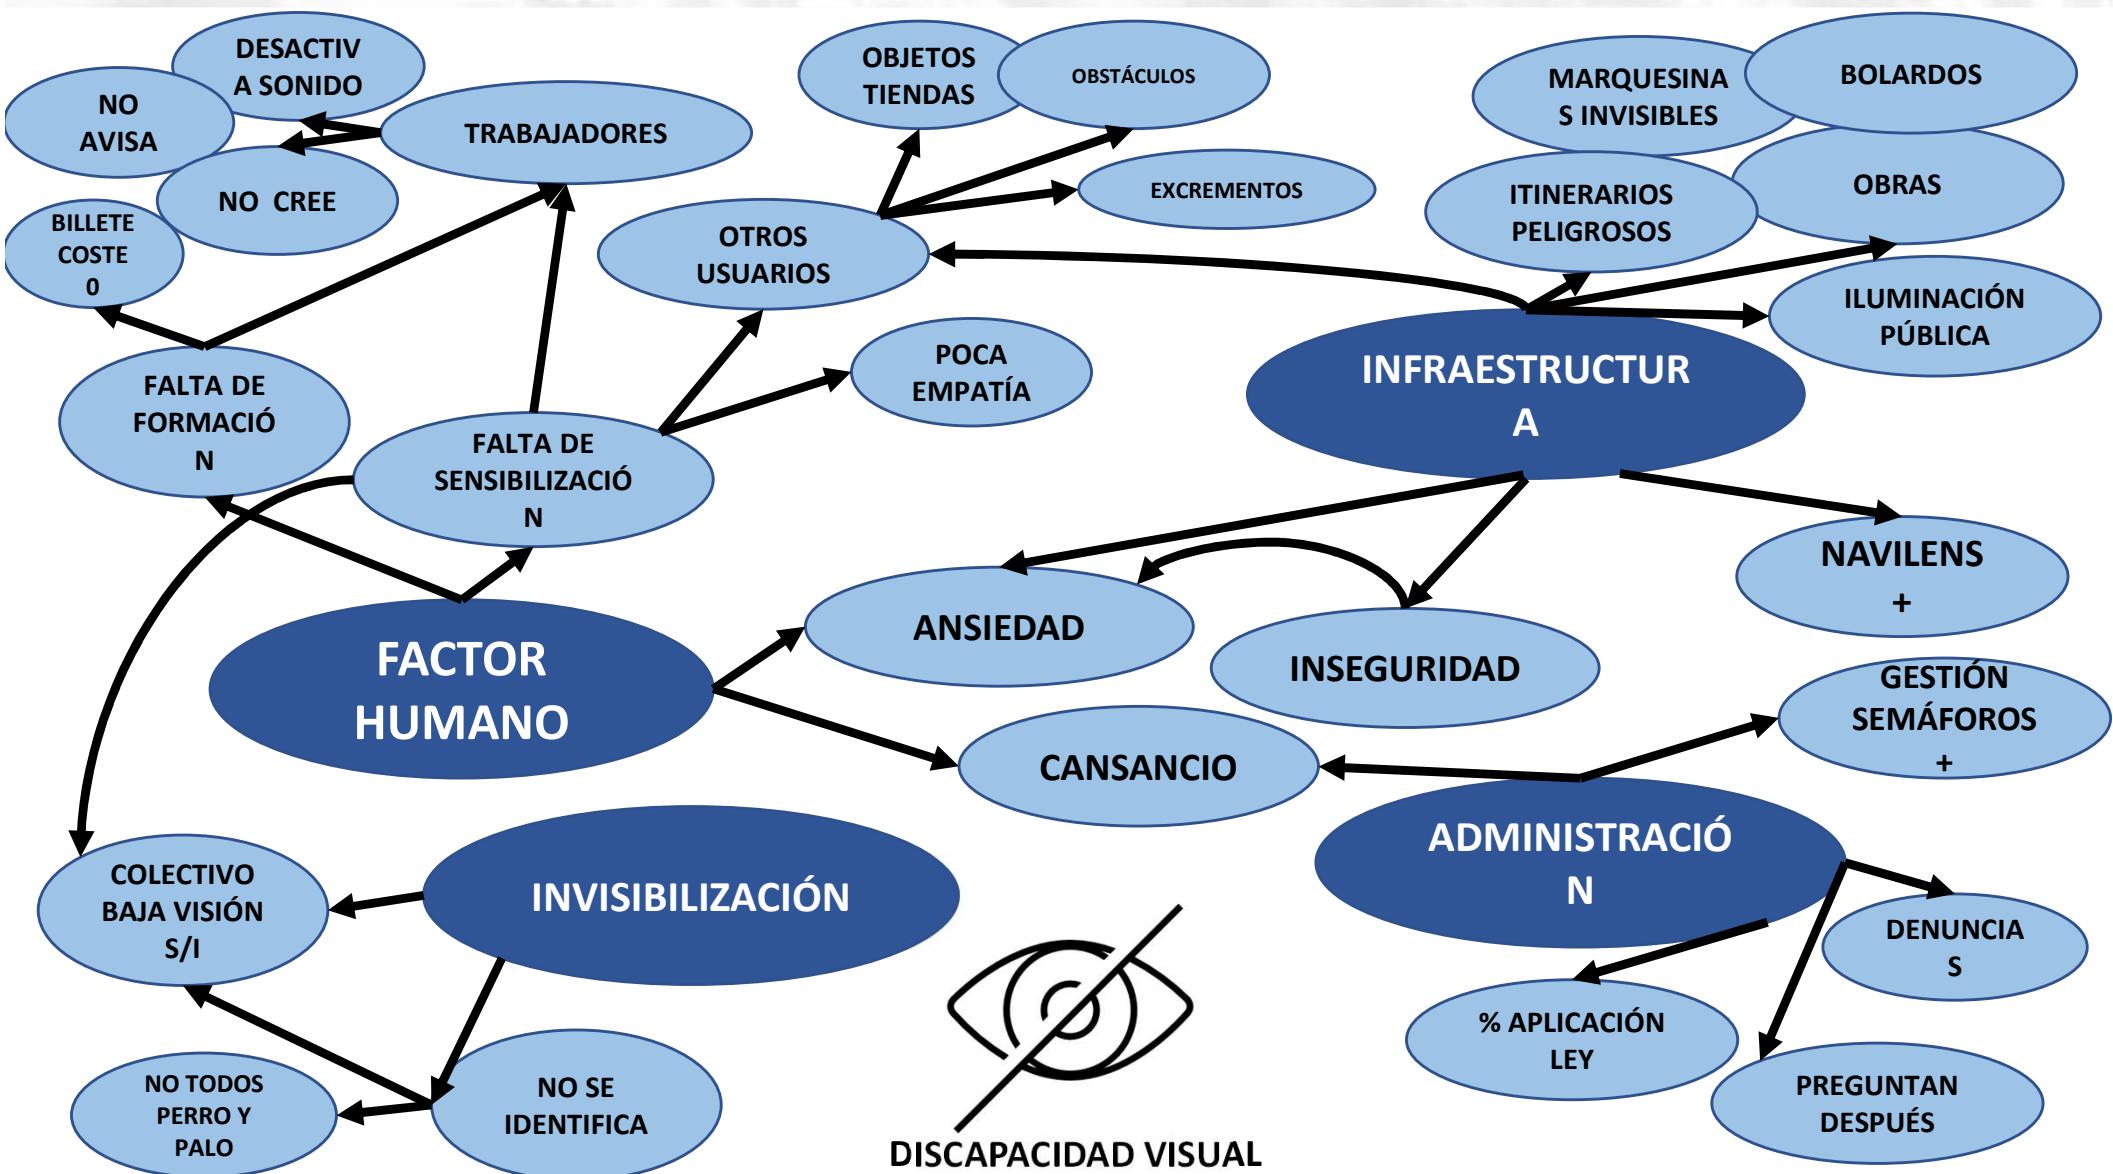 DESACTIV
A SONIDO
NO
AVISA
TRABAJADORES
NO CREE
BILLETE
COSTE
0
OBJETOS
TIENDAS
OBSTÁCULOS
EXCREMENTOS
OTROS
USUARIOS
MARQUESINA
S INVISIBLES
BOLARDOS
ITINERARIOS
PELIGROSOS
OBRAS
ILUMINACIÓN
PÚBLICA
POCA
EMPATÍA
INFRAESTRUCTUR
A
FALTA DE
FORMACIÓ
N
FALTA DE
SENSIBILIZACIÓ
N
NAVILENS
+
ANSIEDAD
INSEGURIDAD
FACTOR
HUMANO
GESTIÓN
SEMÁFOROS
+
CANSANCIO
ADMINISTRACIÓ
N
INVISIBILIZACIÓN
COLECTIVO
BAJA VISIÓN
S/I
DENUNCIA
S
% APLICACIÓN
LEY
PREGUNTAN
DESPUÉS
NO TODOS
PERRO Y
PALO
NO SE
IDENTIFICA
DISCAPACIDAD VISUAL